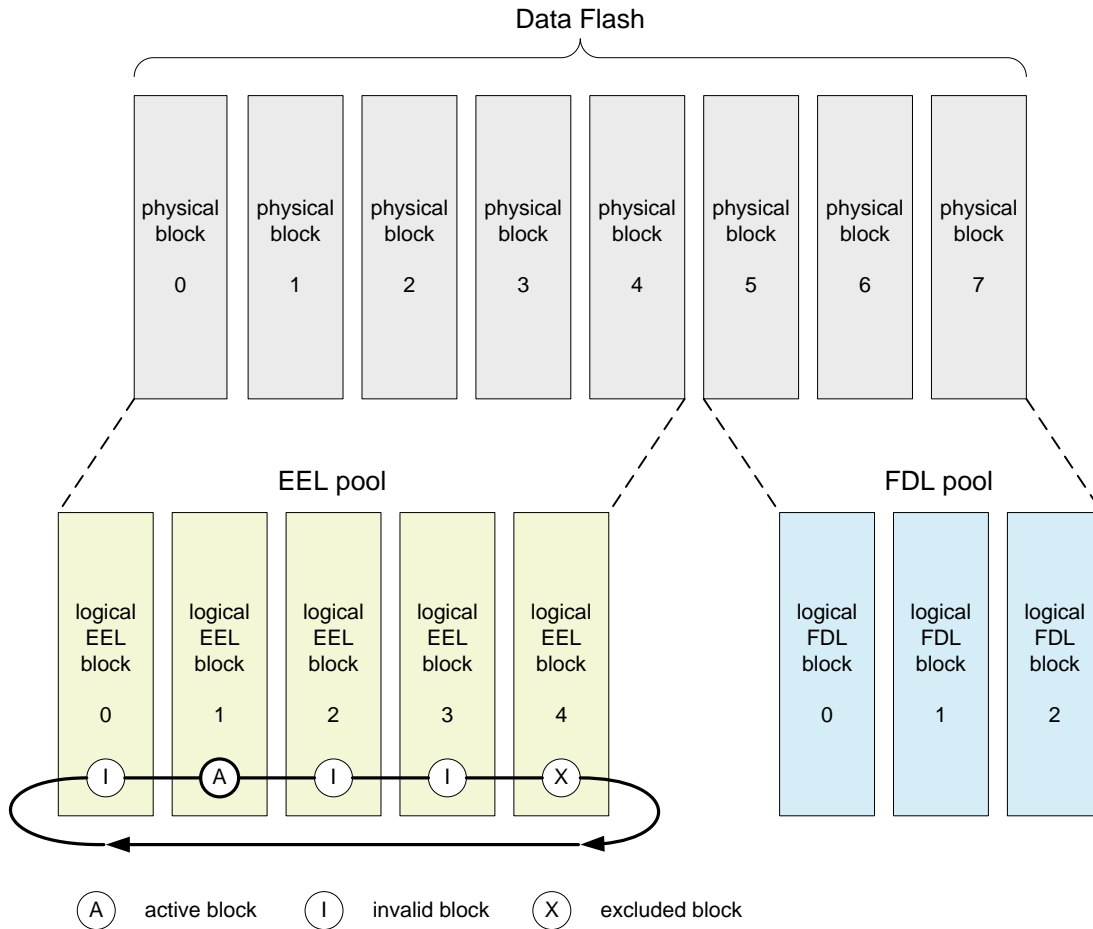 Data Flash
physical
block
0
physical
block
1
physical
block
2
physical
block
3
physical
block
4
physical
block
5
physical
block
6
physical
block
7
EEL pool
FDL pool
logical
EEL
block
0
logical
EEL
block
1
logical
EEL
block
2
logical
EEL
block
3
logical
EEL
block
4
logical
FDL
block
0
logical
FDL
block
1
logical
FDL
block
2
I
A
I
I
X
A active block
I invalid block
X excluded block